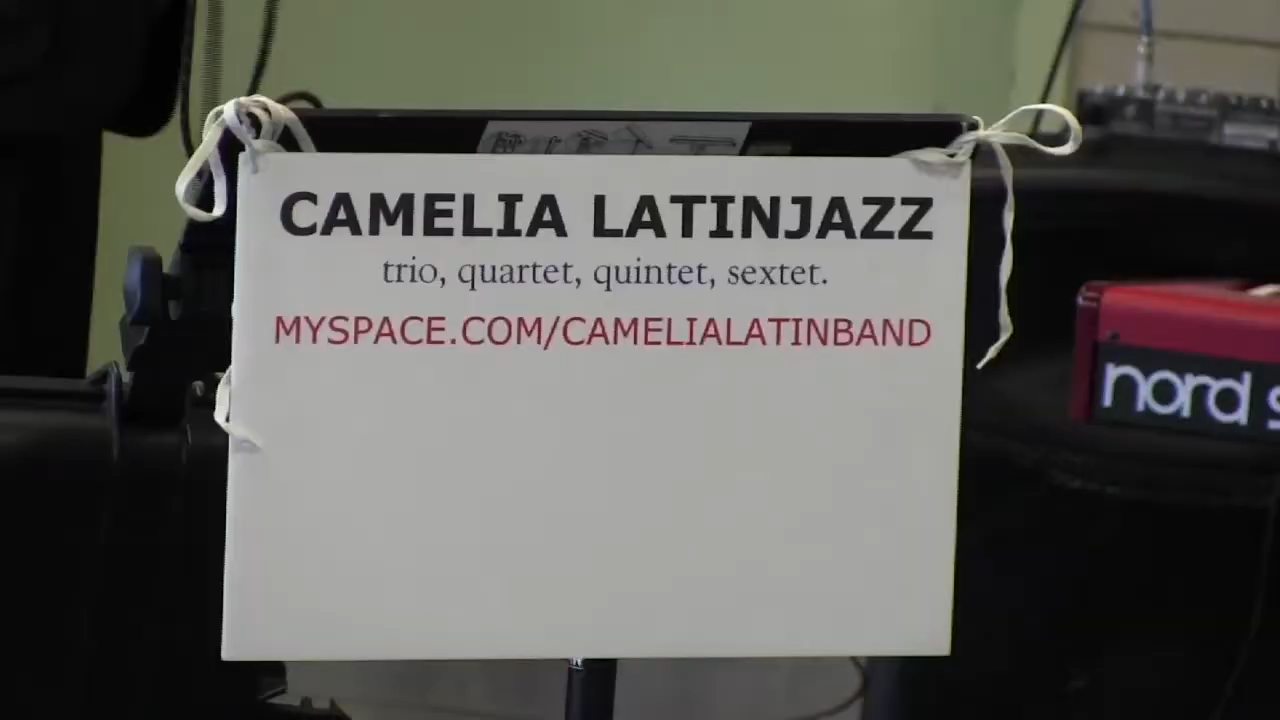 CAMELIA LATINJAZZ
trio, quartet, quintet, sextet.
MYSPACE.COM/CAMELIALATINBAND
nord